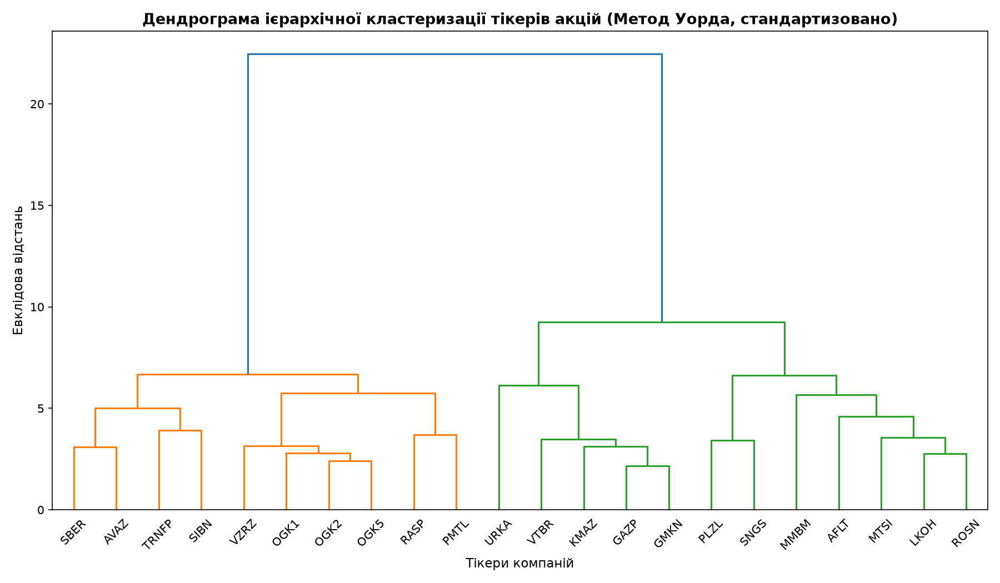 Дендрограма ієрархічної кластеризації тікерів акцій (Метод Уорда, стандартизовано)
Евклідова відстань
20
15
10
5
0
SBER
AVAZ
TRNFP
SIBN
VZRZ
OGK1
OGK2
OGK5
RASP
PMTL
URKA
VTBR
KMAZ
GAZP
GMKN
PLZL
SNGS
MMBM
AFLT
MTSI
LKOH
ROSN
Тікери компаній